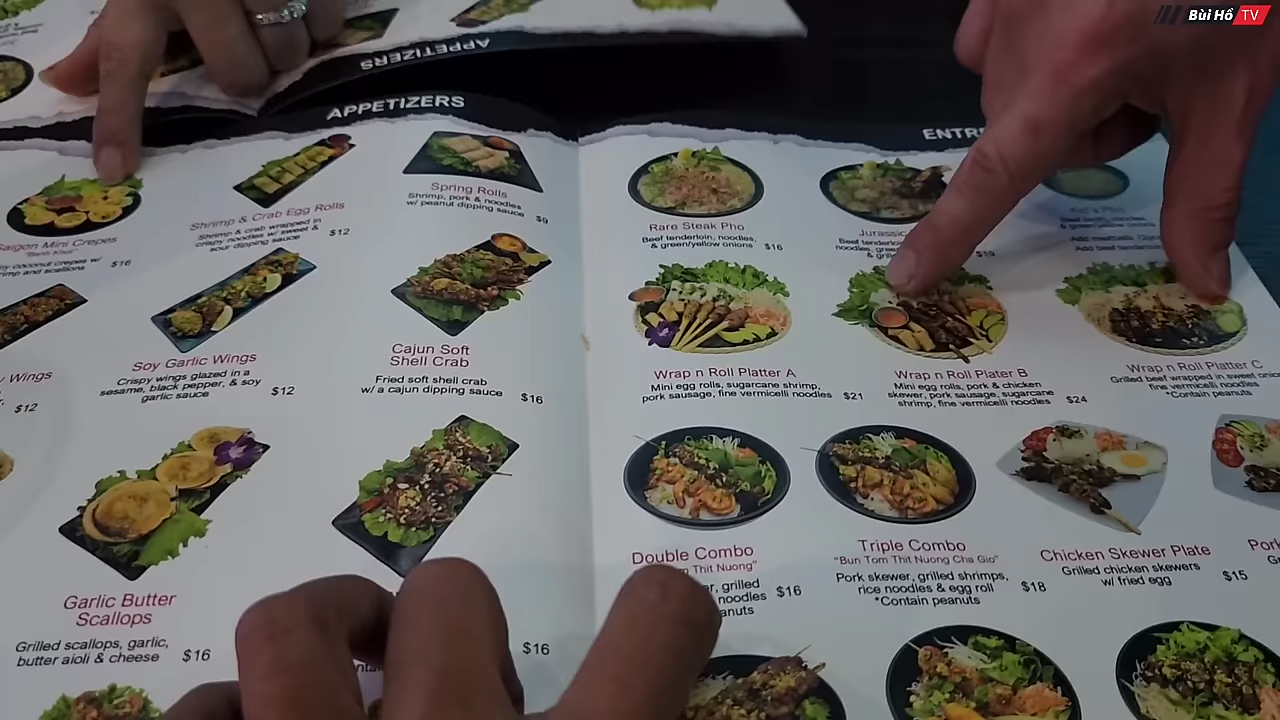 Bùi Hồ TV
APPETIZERS
APPETIZERS
Saigon Mini Crepes
"Banh Khot"
coconut crepes w/
and scallions
$16
Shrimp & Crab Egg Rolls
Shrimp & crab wrapped in
crispy noodles w/ sweet &
sour dipping sauce
$12
Spring Rolls
Shrimp, pork & noodles
w/ peanut dipping sauce
$9
Wings
$12
Soy Garlic Wings
Crispy wings glazed in a
sesame, black pepper, & soy
garlic sauce
$12
Cajun Soft
Shell Crab
Fried soft shell crab
w/ a cajun dipping sauce
$16
Garlic Butter
Scallops
Grilled scallops, garlic,
butter aioli & cheese
$16
$16
Rare Steak Pho
Beef tenderloin, noodles,
& green/yellow onions
$16
$19
Wrap n Roll Platter A
Mini egg rolls, sugarcane shrimp,
pork sausage, fine vermicelli noodles
$21
Wrap n Roll Plater B
Mini egg rolls, pork & chicken
skewer, pork sausage, sugarcane
shrimp, fine vermicelli noodles
$24
Wrap n Roll Platter C
Grilled beef wrapped in sweet
fine vermicelli noodles
*Contain peanuts
Double Combo
Thit Nuong"
grilled
noodles
$16
Triple Combo
"Bun Tom Thit Nuong Cha Gio"
Pork skewer, grilled shrimps,
rice noodles & egg roll
*Contain peanuts
$18
Chicken Skewer Plate
Grilled chicken skewers
w/ fried egg
$15